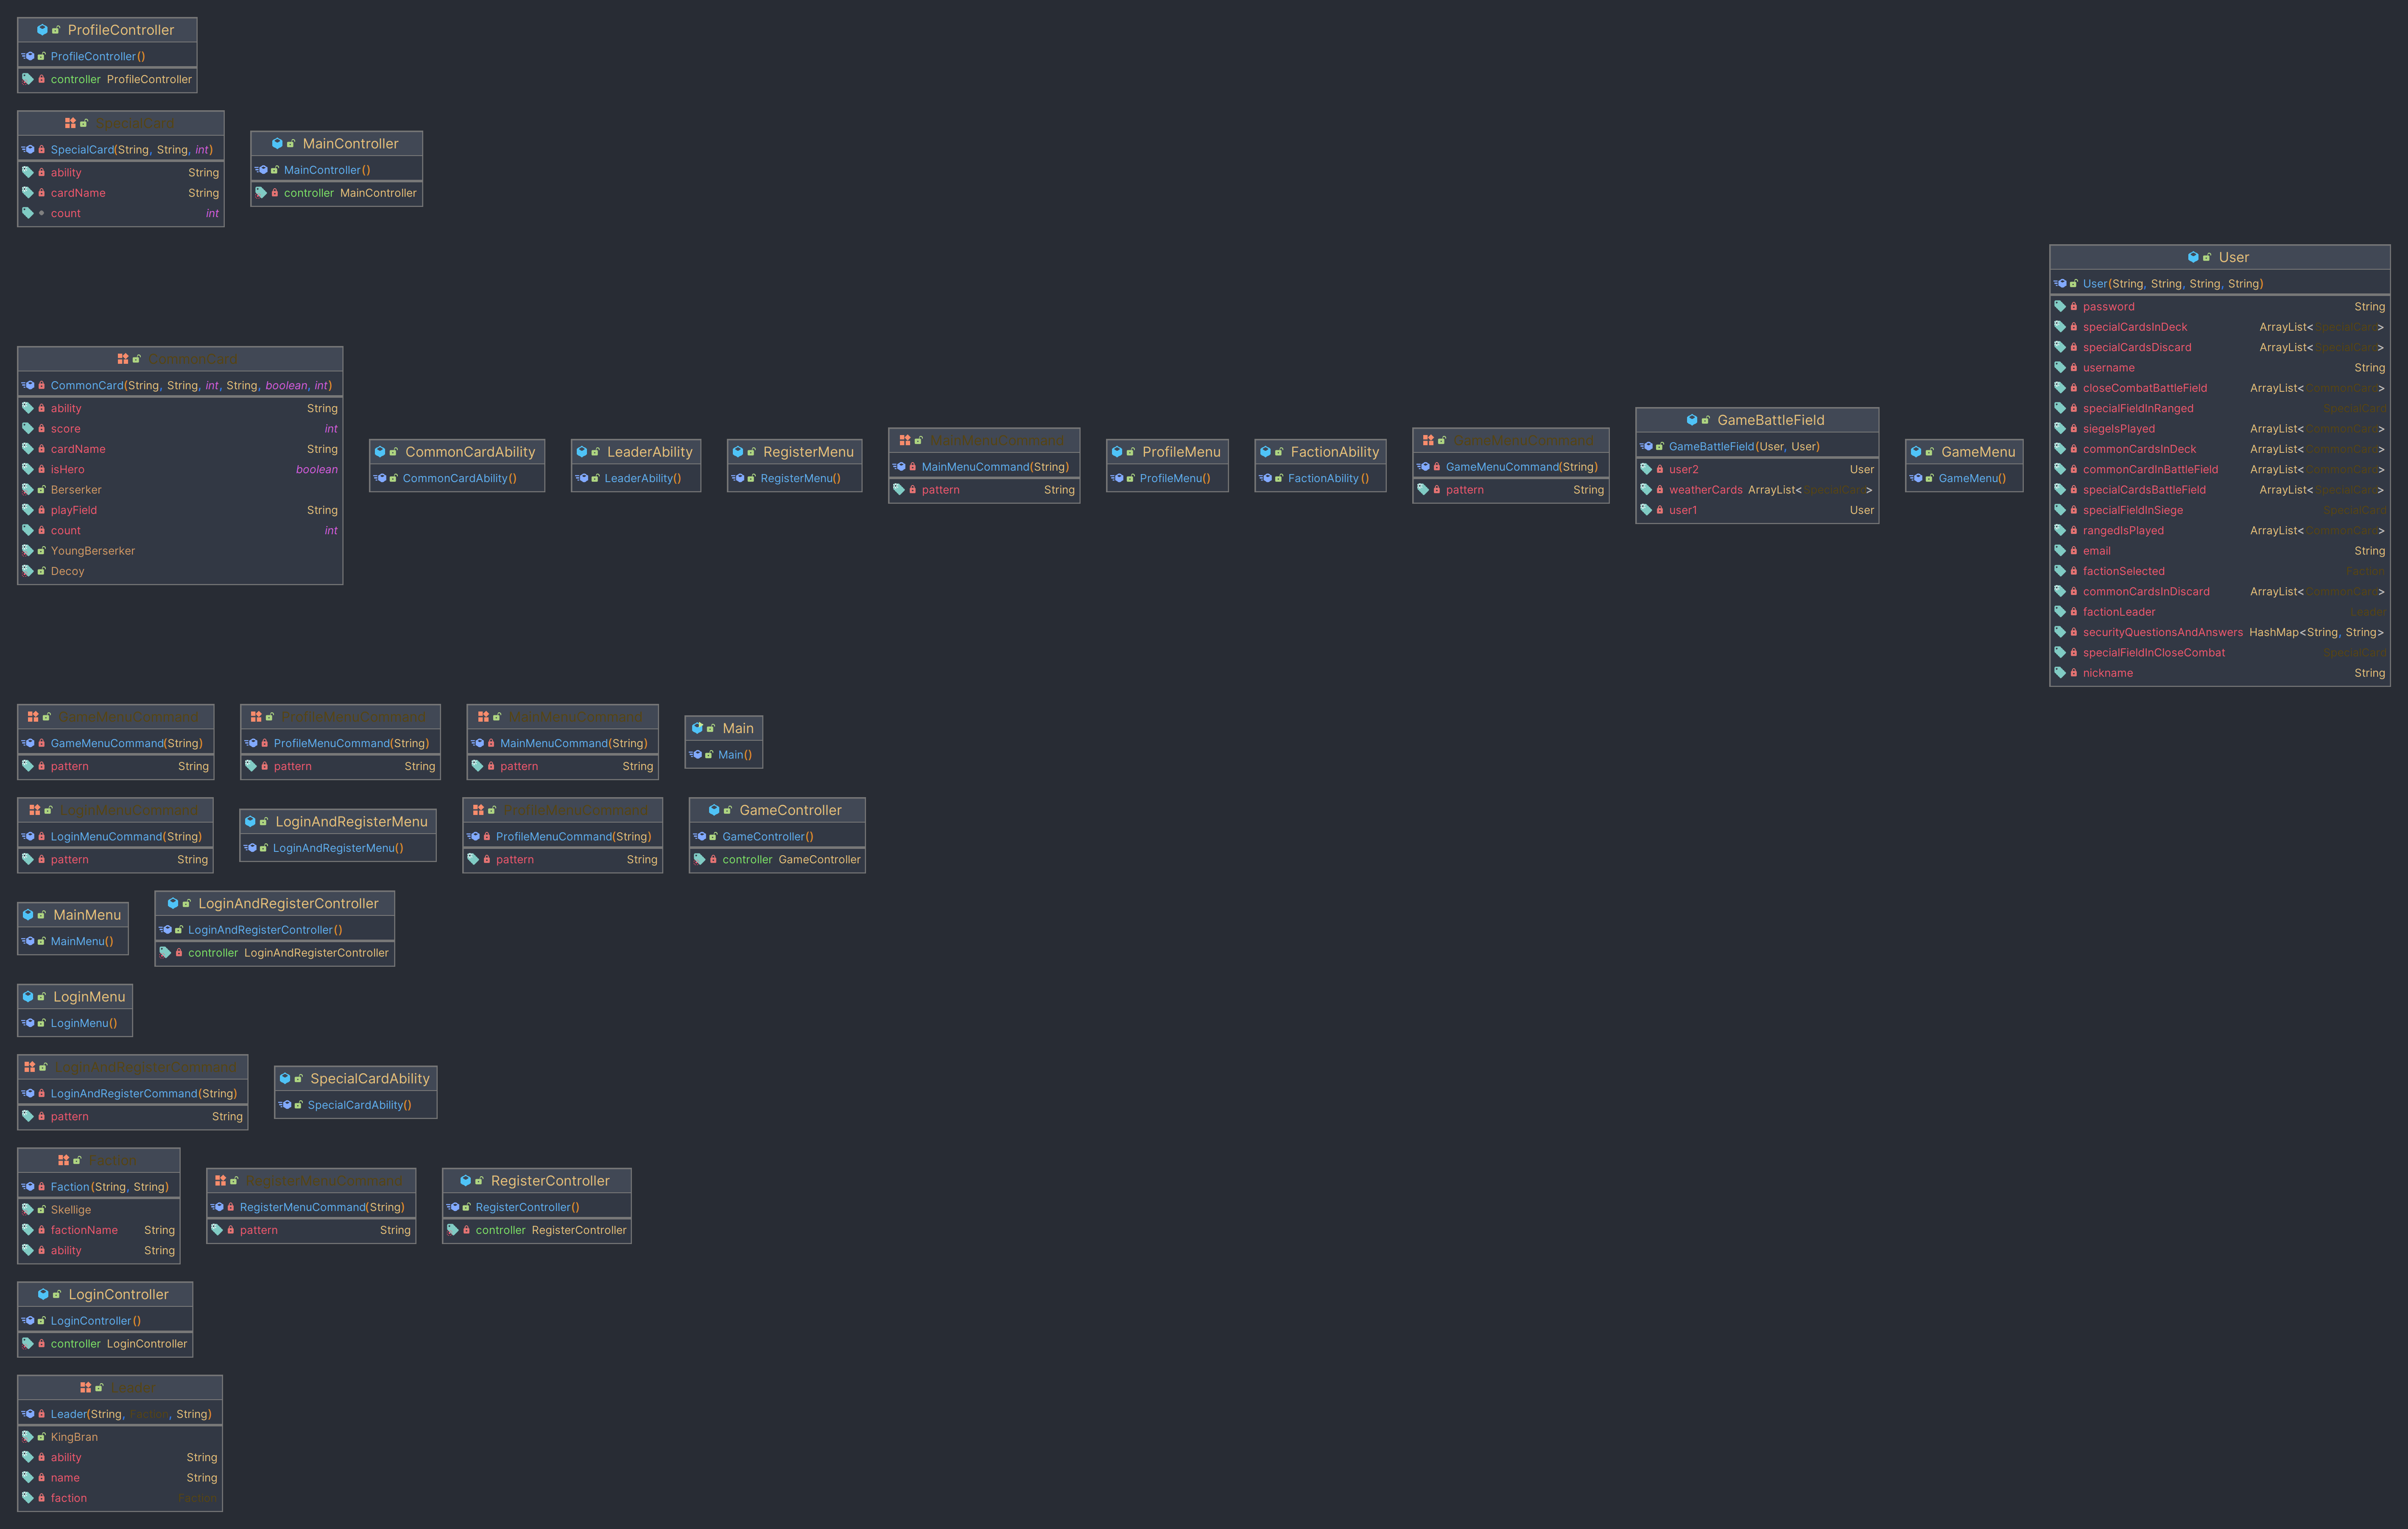 ProfileController
ProfileController()
controller ProfileController
SpecialCard
SpecialCard(String, String, int)
ability String
cardName String
count int
MainController
MainController()
controller MainController
User
User(String, String, String, String)
password String
specialCardsInDeck ArrayList<SpecialCard>
specialCardsDiscard ArrayList<SpecialCard>
username String
closeCombatBattleField ArrayList<CommonCard>
specialFieldInRanged SpecialCard
siegeIsPlayed ArrayList<CommonCard>
commonCardsInDeck ArrayList<CommonCard>
commonCardInBattleField ArrayList<CommonCard>
specialCardsBattleField ArrayList<SpecialCard>
specialFieldInSiege SpecialCard
rangedIsPlayed ArrayList<CommonCard>
email String
factionSelected Faction
commonCardsInDiscard ArrayList<CommonCard>
factionLeader Leader
securityQuestionsAndAnswers HashMap<String, String>
specialFieldInCloseCombat SpecialCard
nickname String
CommonCard
CommonCard(String, String, int, String, boolean, int)
ability String
score int
cardName String
isHero boolean
Berserker
playField String
count int
YoungBerserker
Decoy
CommonCardAbility
CommonCardAbility()
LeaderAbility
LeaderAbility()
RegisterMenu
RegisterMenu()
MainMenuCommand
MainMenuCommand(String)
pattern String
ProfileMenu
ProfileMenu()
FactionAbility
FactionAbility()
GameMenuCommand
GameMenuCommand(String)
pattern String
GameBattleField
GameBattleField(User, User)
user2 User
weatherCards ArrayList<SpecialCard>
user1 User
GameMenu
GameMenu()
GameMenuCommand
GameMenuCommand(String)
pattern String
ProfileMenuCommand
ProfileMenuCommand(String)
pattern String
MainMenuCommand
MainMenuCommand(String)
pattern String
Main
Main()
LoginMenuCommand
LoginMenuCommand(String)
pattern String
LoginAndRegisterMenu
LoginAndRegisterMenu()
ProfileMenuCommand
ProfileMenuCommand(String)
pattern String
GameController
GameController()
controller GameController
MainMenu
MainMenu()
LoginAndRegisterController
LoginAndRegisterController()
controller LoginAndRegisterController
LoginMenu
LoginMenu()
LoginAndRegisterCommand
LoginAndRegisterCommand(String)
pattern String
SpecialCardAbility
SpecialCardAbility()
Faction
Faction(String, String)
Skellige
factionName String
ability String
RegisterMenuCommand
RegisterMenuCommand(String)
pattern String
RegisterController
RegisterController()
controller RegisterController
LoginController
LoginController()
controller LoginController
Leader
Leader(String, Faction, String)
KingBran
ability String
name String
faction Faction